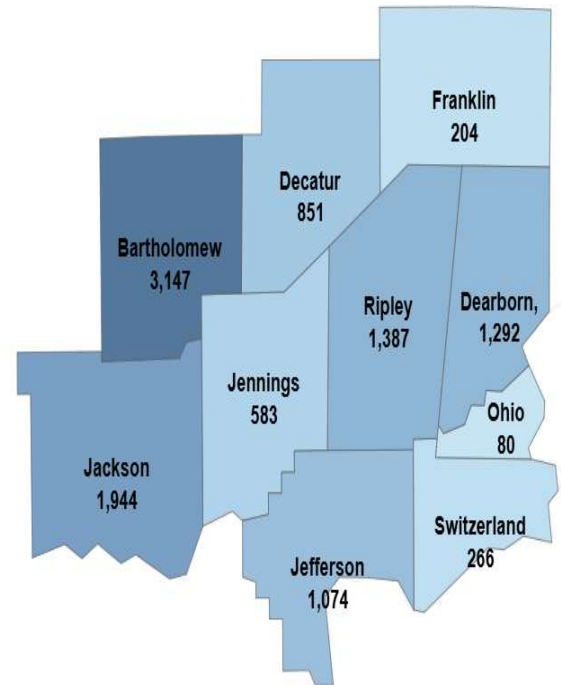 Franklin
204
Decatur
851
Bartholomew
3,147
Ripley
1,387
Dearborn,
1,292
Jennings
583
Ohio
80
Jackson
1,944
Switzerland
266
Jefferson
1,074